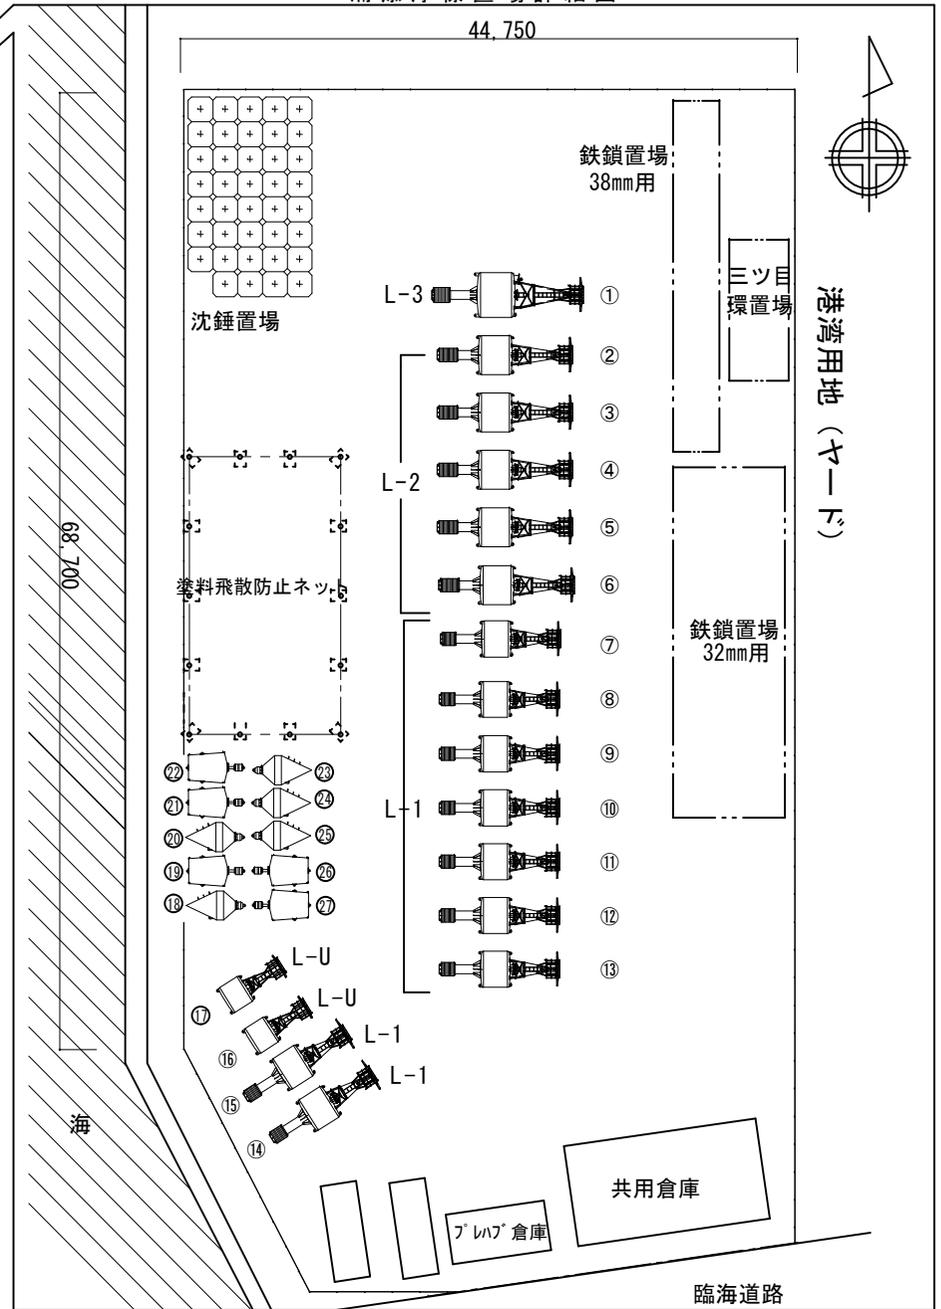 44,750
鉄鎖置場
38mm用
三ツ目
環置場
港湾用地（ヤード）
沈錘置場
L-3
①
②
③
④
L-2
⑤
⑥
68,700
塗料飛散防止ネット
鉄鎖置場
32mm用
⑦
⑧
⑨
L-1
⑩
⑪
⑫
⑬
㉒
㉓
㉑
㉔
⑳
㉕
⑲
㉖
⑱
㉗
L-U
⑰
L-U
⑯
L-1
⑮
L-1
⑭
海
共用倉庫
プレハブ倉庫
臨海道路